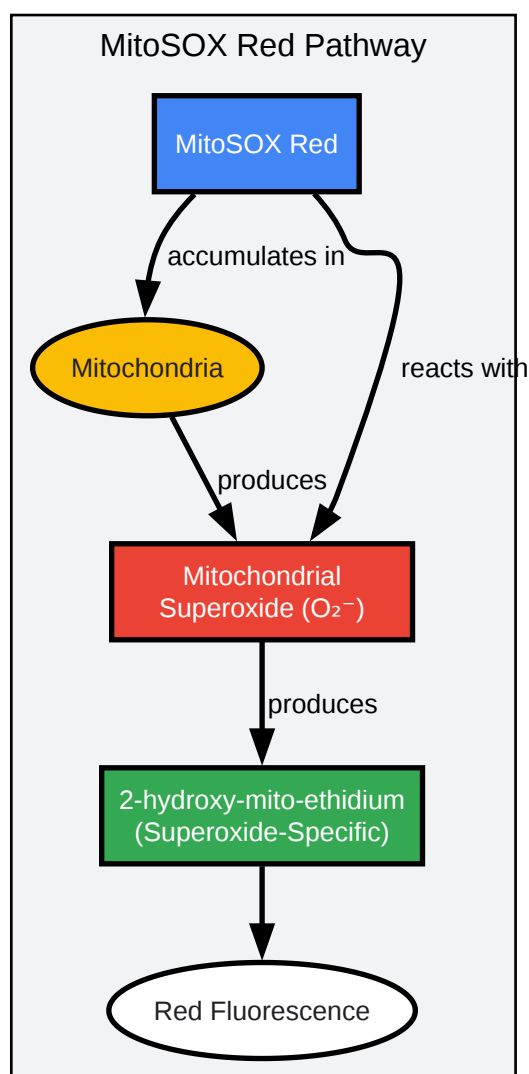 MitoSOX Red Pathway
MitoSOX Red
accumulates in
Mitochondria
reacts with
produces
Mitochondrial
Superoxide (O₂⁻)
produces
2-hydroxy-mito-ethidium
(Superoxide-Specific)
Red Fluorescence